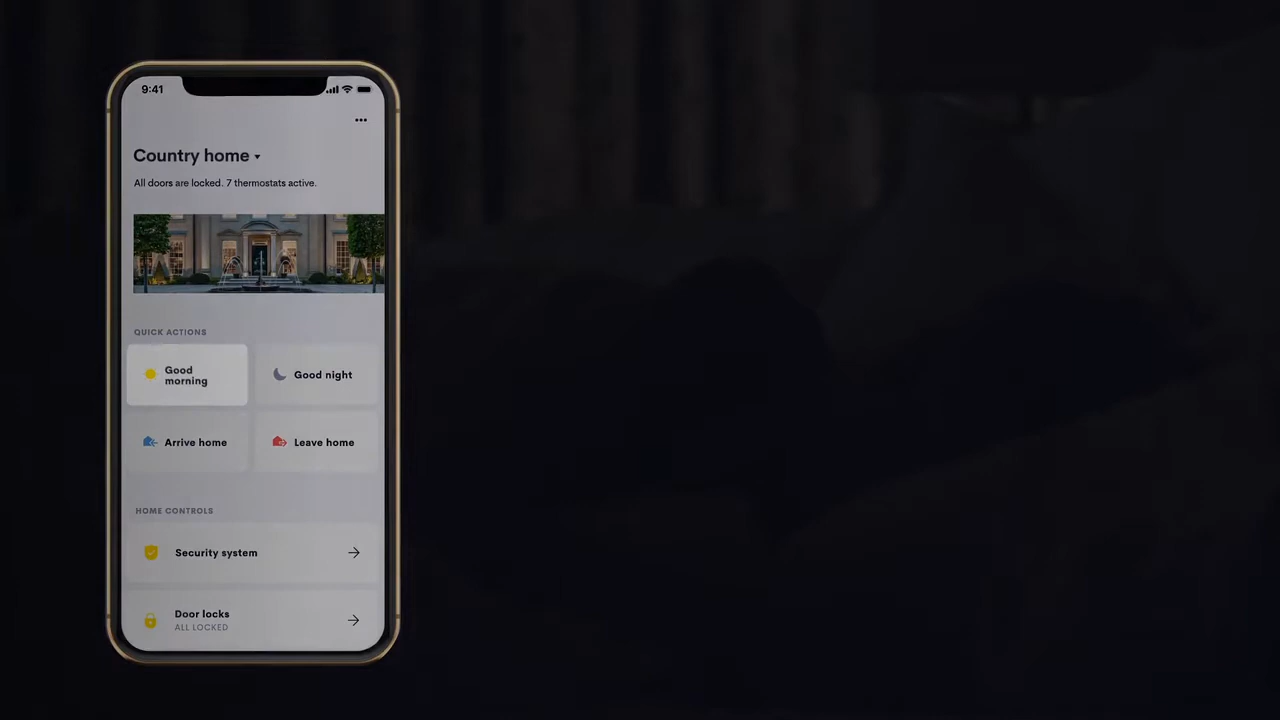 9:41
Country home
All doors are locked. 7 thermostats active.
QUICK ACTIONS
Good
morning
Good night
Arrive home
Leave home
HOME CONTROLS
Security system
Door locks
ALL LOCKED